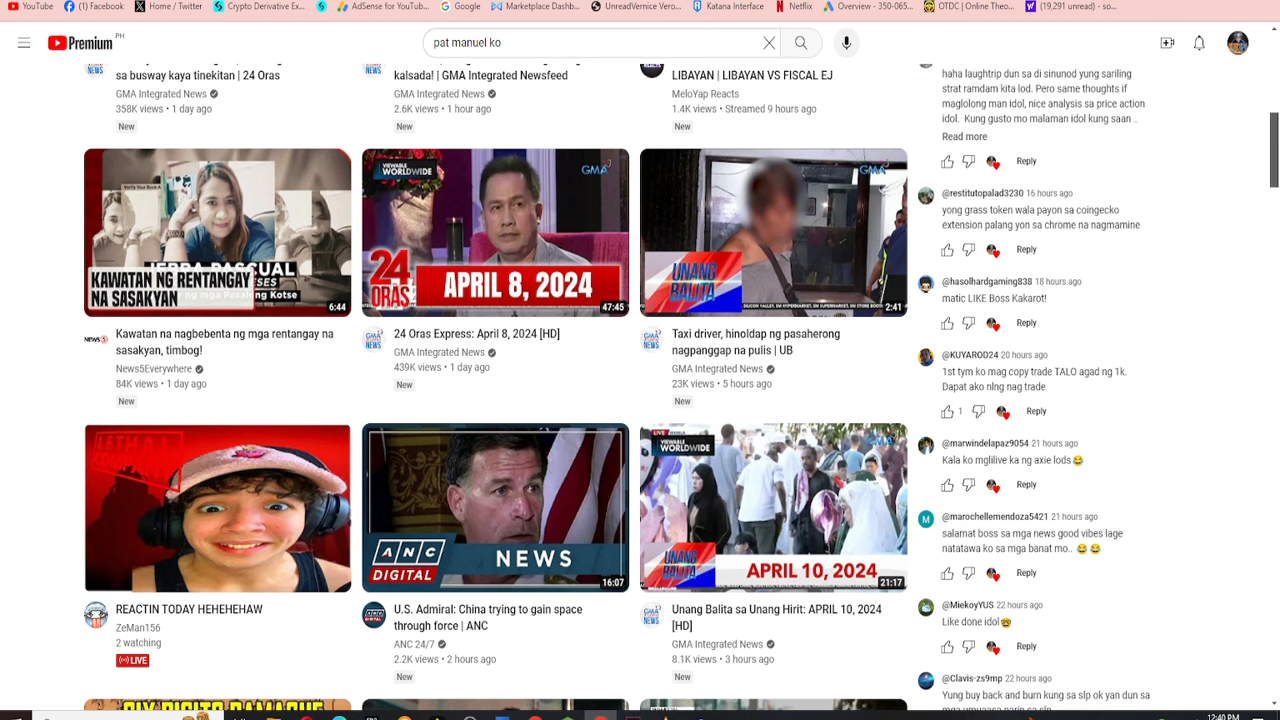 YouTube (2) Facebook Home / Twitter Crypto Derivative Ex... AdSense for YouTub... Google Marketplace Dashb... UnreadVernice Vero... Katana Interface Netflix Overview - 350-065... OTDC | Online Theo... (19,291 unread) - so...
Premium PH
pat manuel ko
sa busway kaya tinekitan | 24 Oras
GMA Integrated News
358K views • 1 day ago
New
kalsada! | GMA Integrated Newsfeed
GMA Integrated News
2.6K views • 1 hour ago
New
LIBAYAN | LIBAYAN VS FISCAL EJ
MeloYap Reacts
1.4K views • Streamed 9 hours ago
New
KAWATAN NG RENTANGAY
NA SASAKYAN
6:44
VIEWABLE
WORLDWIDE
GMA
24
ORAS
APRIL 8, 2024
47:45
GMA
UNANG
BALITA
2:41
Kawatan na nagbebenta ng mga rentangay na
sasakyan, timbog!
News5Everywhere
84K views • 1 day ago
New
24 Oras Express: April 8, 2024 [HD]
GMA Integrated News
439K views • 1 day ago
New
Taxi driver, hinoldap ng pasaherong
nagpanggap na pulis | UB
GMA Integrated News
23K views • 5 hours ago
New
ANC
DIGITAL
NEWS
16:07
VIEWABLE
WORLDWIDE
UNANG
BALITA
APRIL 10, 2024
21:17
REACTIN TODAY HEHEHEHAW
ZeMan156
2 watching
LIVE
U.S. Admiral: China trying to gain space
through force | ANC
ANC 24/7
2.2K views • 2 hours ago
New
Unang Balita sa Unang Hirit: APRIL 10, 2024
[HD]
GMA Integrated News
8.1K views • 3 hours ago
New
haha laughtrip dun sa di sinunod yung sariling
strat ramdam kita lod. Pero same thoughts if
maglolong man idol, nice analysis sa price action
idol. Kung gusto mo malaman idol kung saan ..
Read more
Reply
@restitutopalad3230 16 hours ago
yong grass token wala payon sa coingecko
extension palang yon sa chrome na nagmamine
Reply
@hasolhardgaming838 18 hours ago
matic LIKE Boss Kakarot!
Reply
@KUYAROD24 20 hours ago
1st tym ko mag copy trade TALO agad ng 1k.
Dapat ako nlng nag trade
1 Reply
@marwindelapaz9054 21 hours ago
Kala ko mglilive ka ng axie lods😂
Reply
M @marochellemendoza5421 21 hours ago
salamat boss sa mga news good vibes lage
natatawa ko sa mga banat mo.. 😂😂
Reply
@MiekoyYUS 22 hours ago
Like done idol🤓
Reply
@Clavis-zs9mp 22 hours ago
Yung buy back and burn kung sa slp ok yan dun sa
12:40 PM